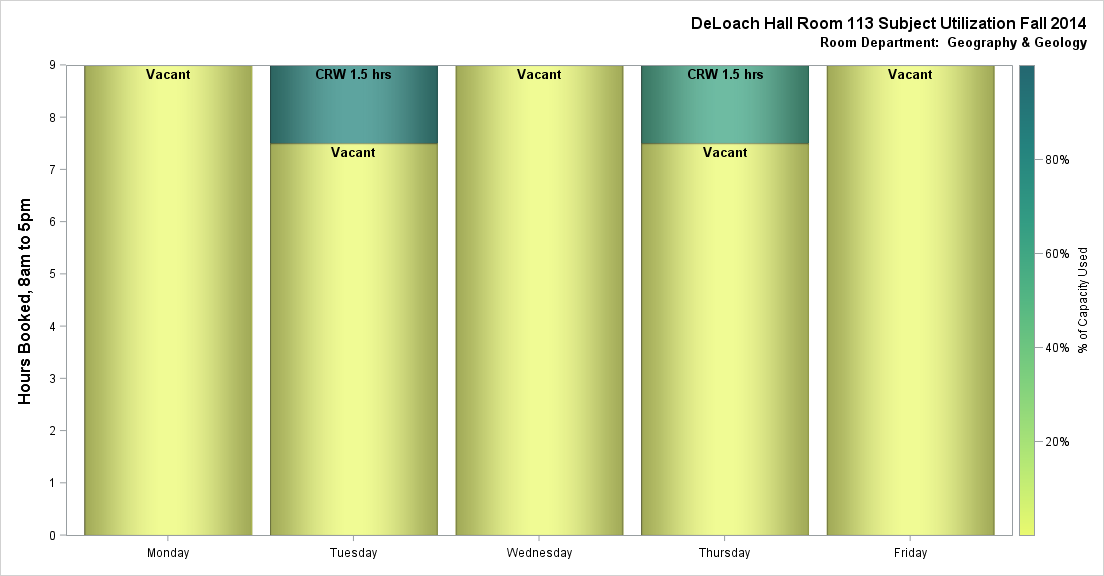 DeLoach Hall Room 113 Subject Utilization Fall 2014
Room Department:  Geography & Geology
Hours Booked, 8am to 5pm
9
8
7
6
5
4
3
2
1
0
Vacant
CRW 1.5 hrs
Vacant
Vacant
CRW 1.5 hrs
Vacant
Vacant
Monday
Tuesday
Wednesday
Thursday
Friday
80%
60%
40%
20%
% of Capacity Used